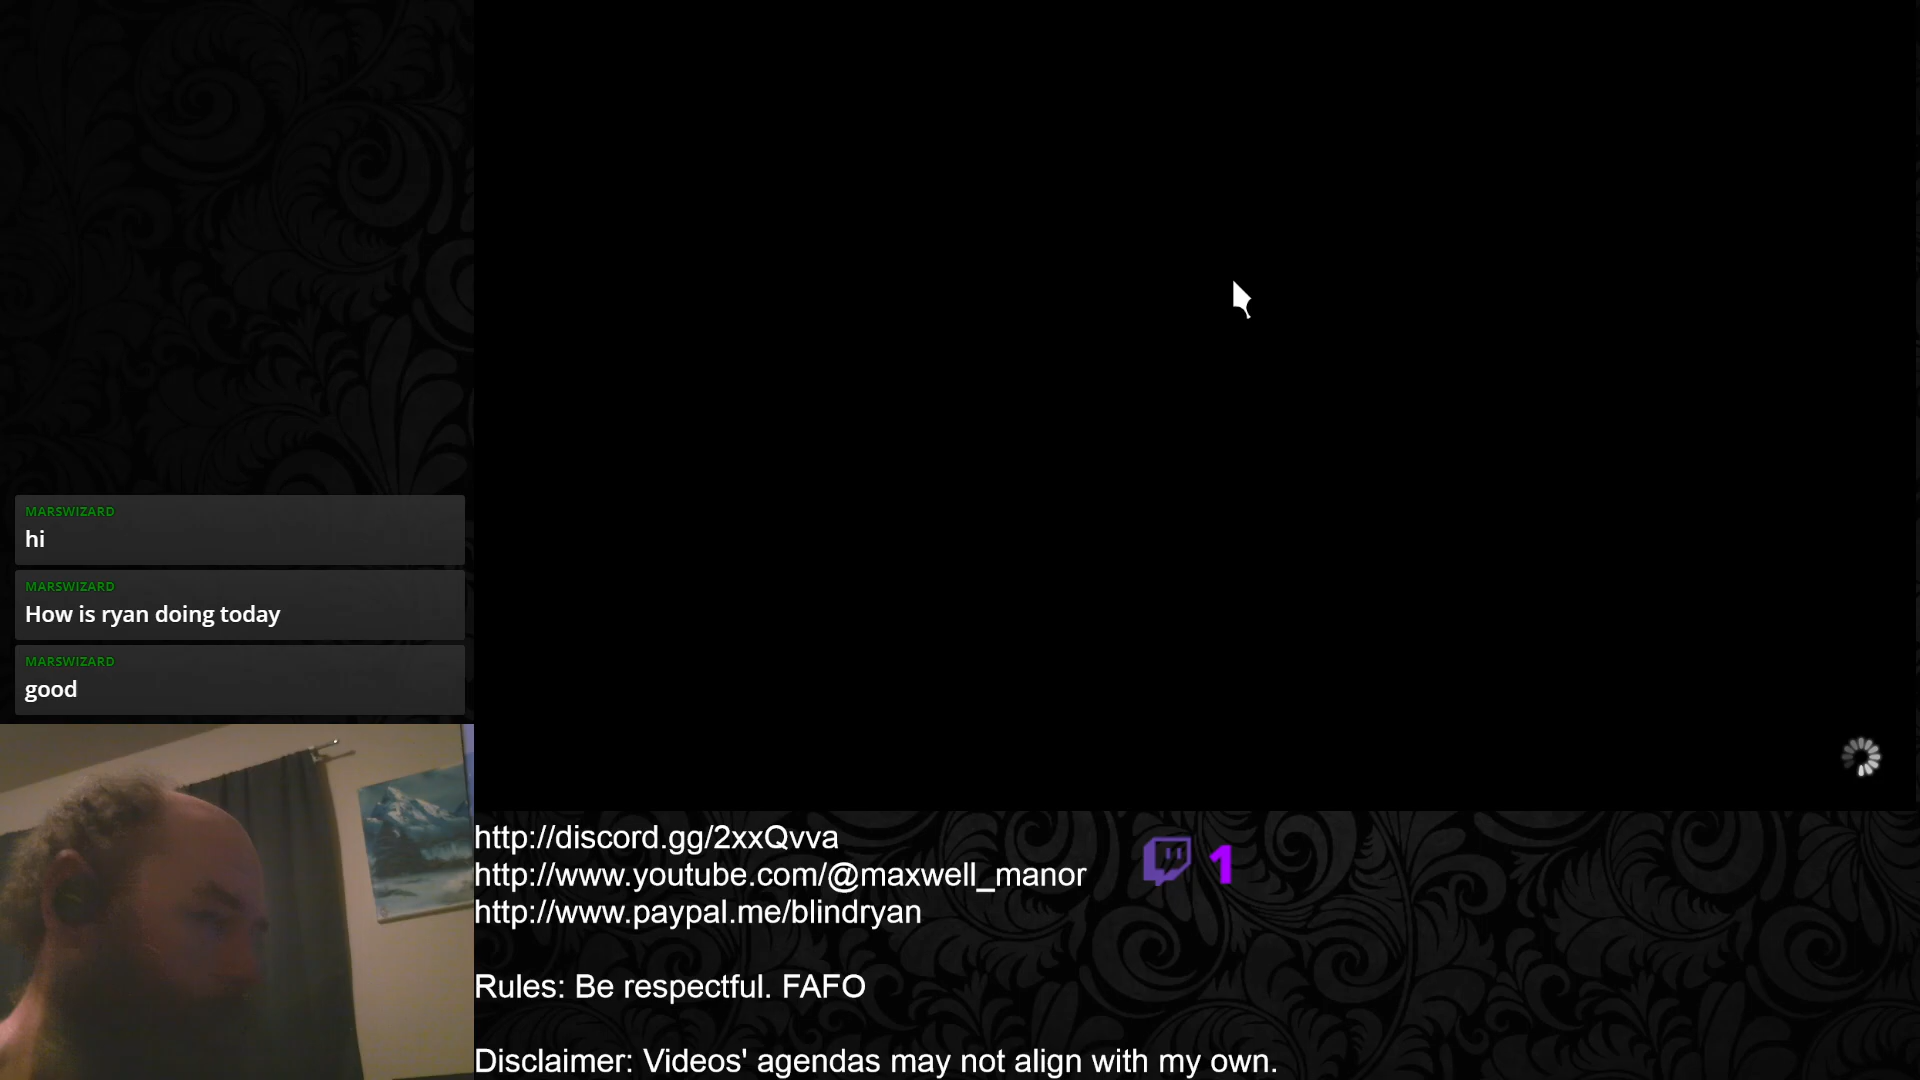 MARSWIZARD
hi
MARSWIZARD
How is ryan doing today
MARSWIZARD
good
http://discord.gg/2xxQvva
1
http://www.youtube.com/@maxwell_manor
http://www.paypal.me/blindryan
Rules: Be respectful. FAFO
Disclaimer: Videos' agendas may not align with my own.